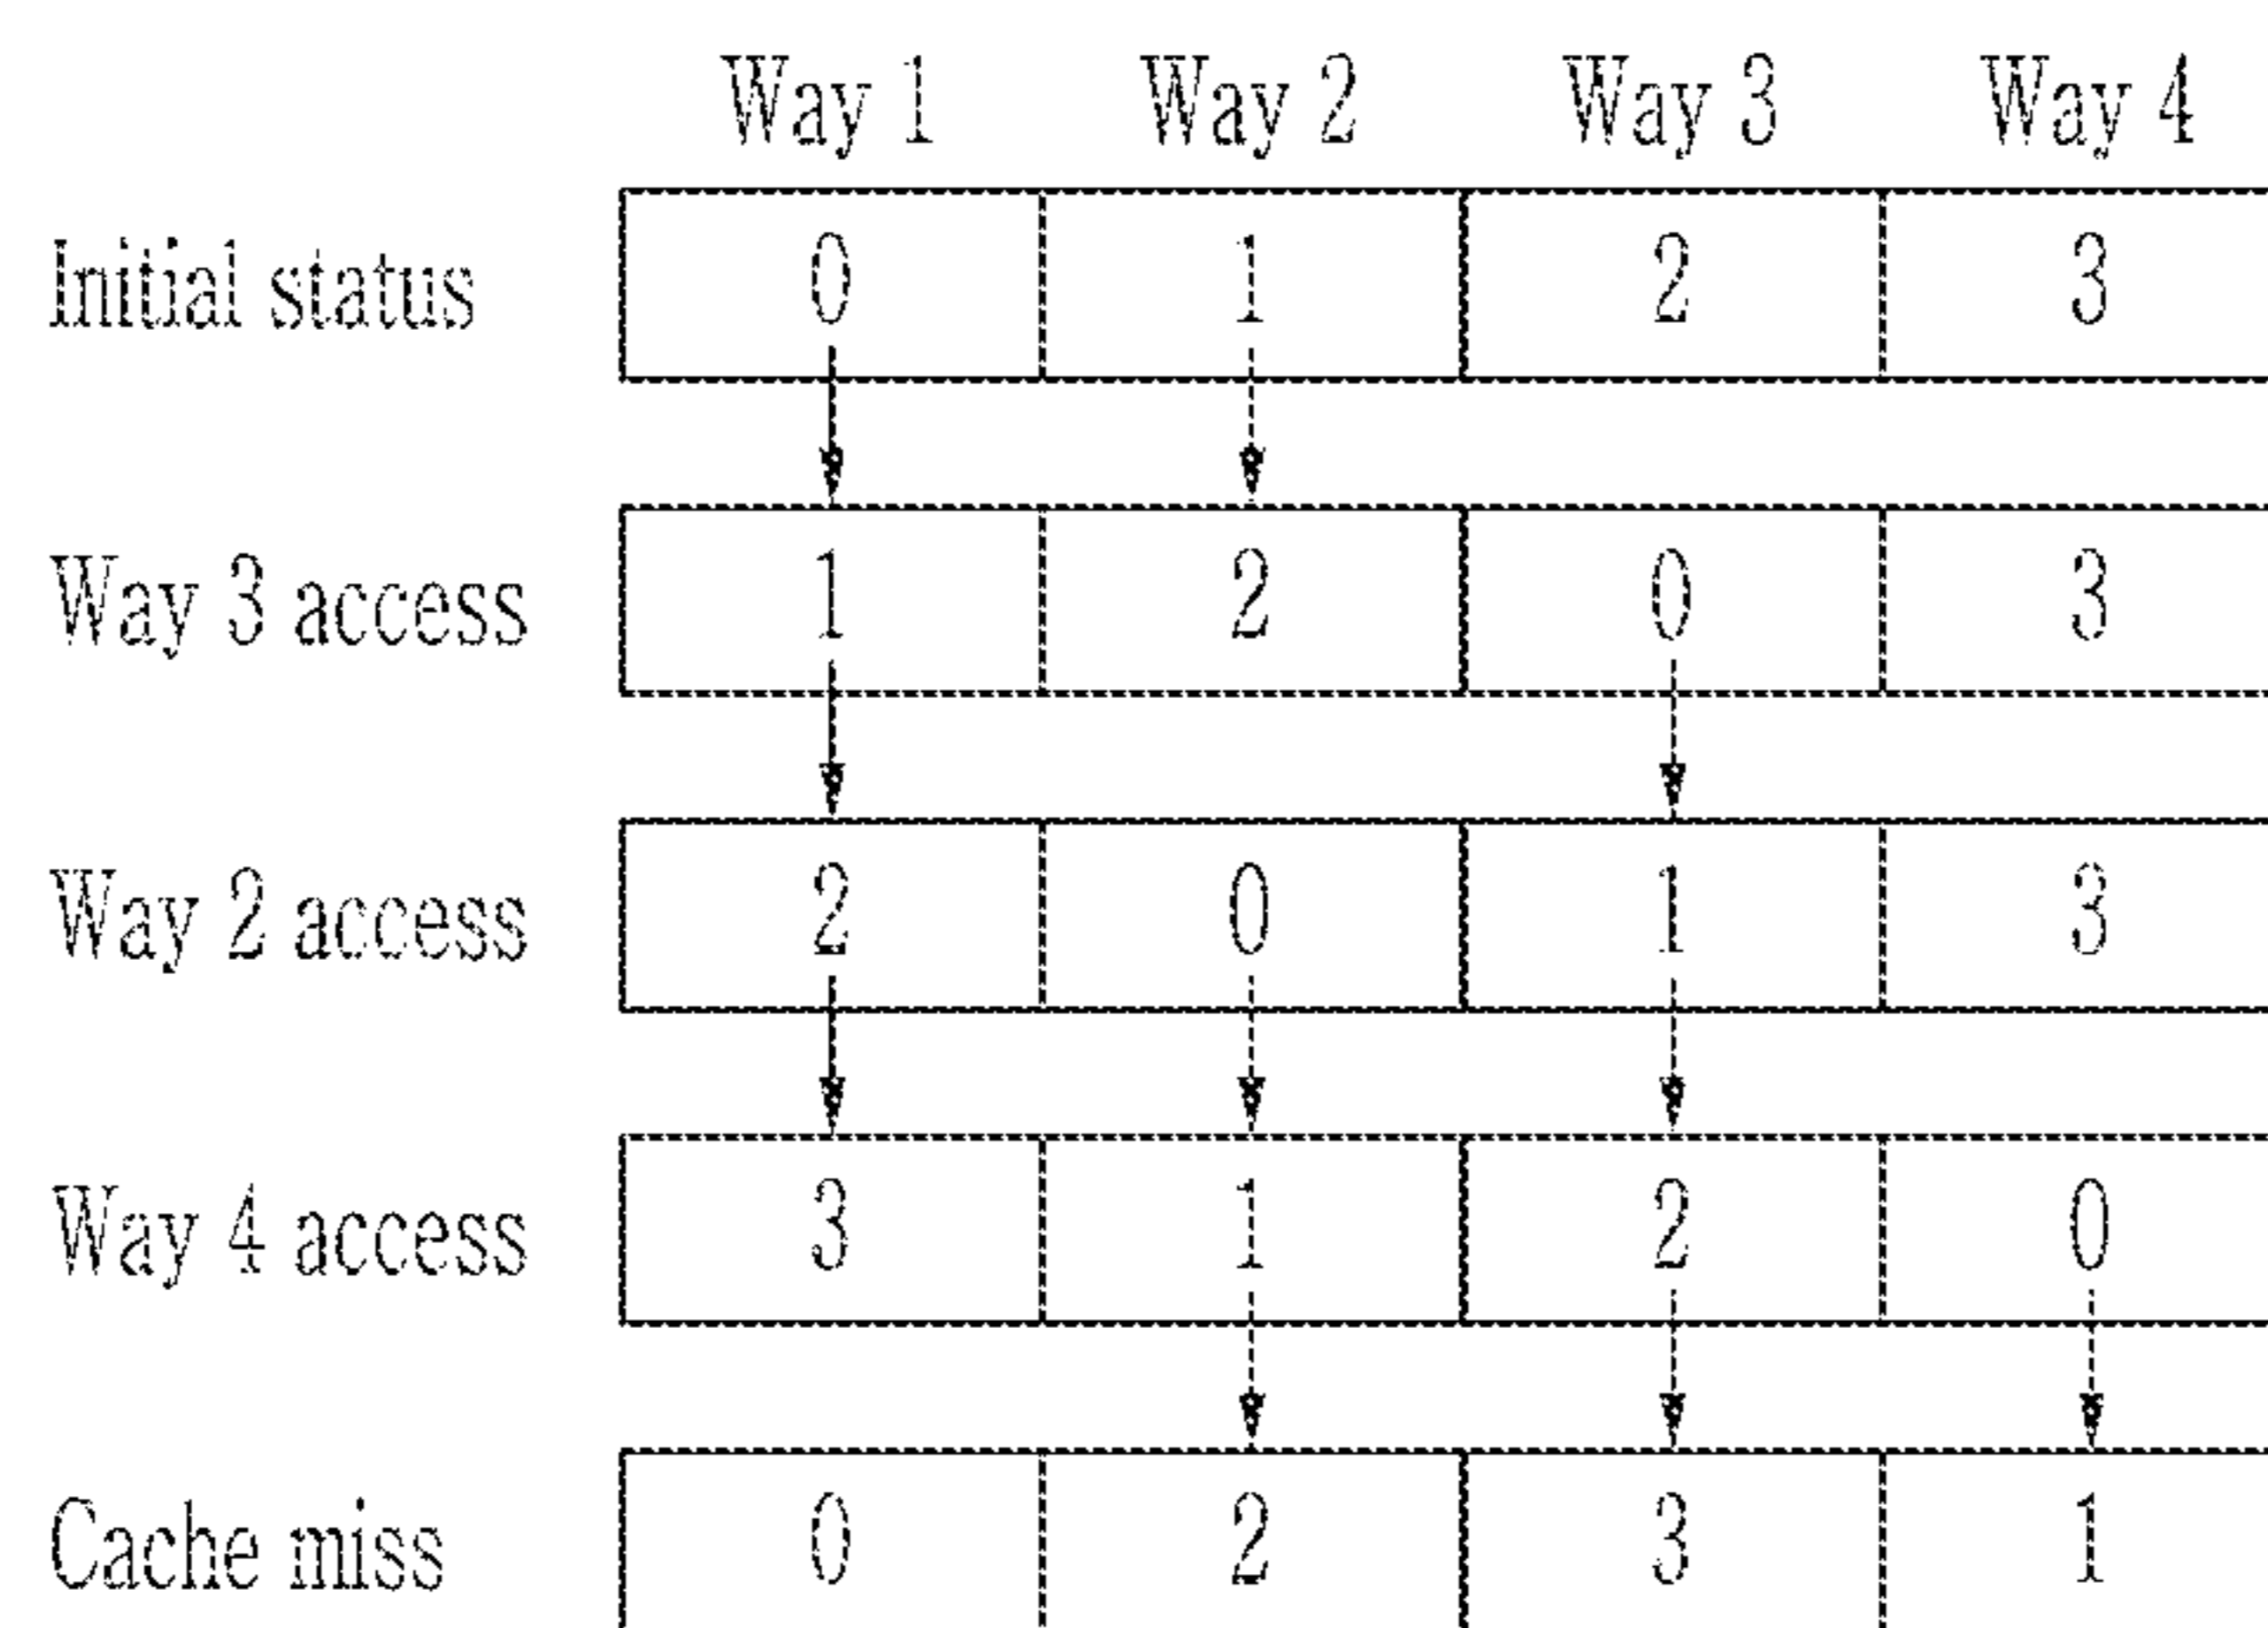 Way 1 Way 2 Way 3 Way 4
Initial status 0 1 2 3
Way 3 access 1 2 0 3
Way 2 access 2 0 1 3
Way 4 access 3 1 2 0
Cache miss 0 2 3 1